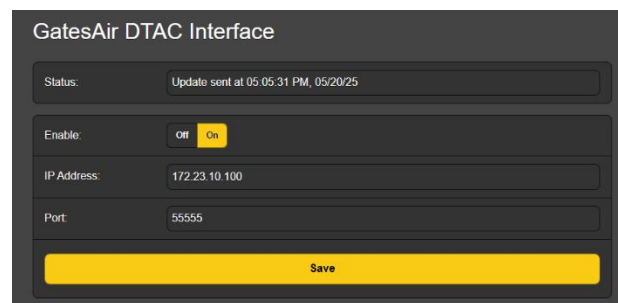 GatesAir DTAC Interface
Status: Update sent at 05:05:31 PM, 05/20/25
Enable: Off On
IP Address: 172.23.10.100
Port: 55555
Save